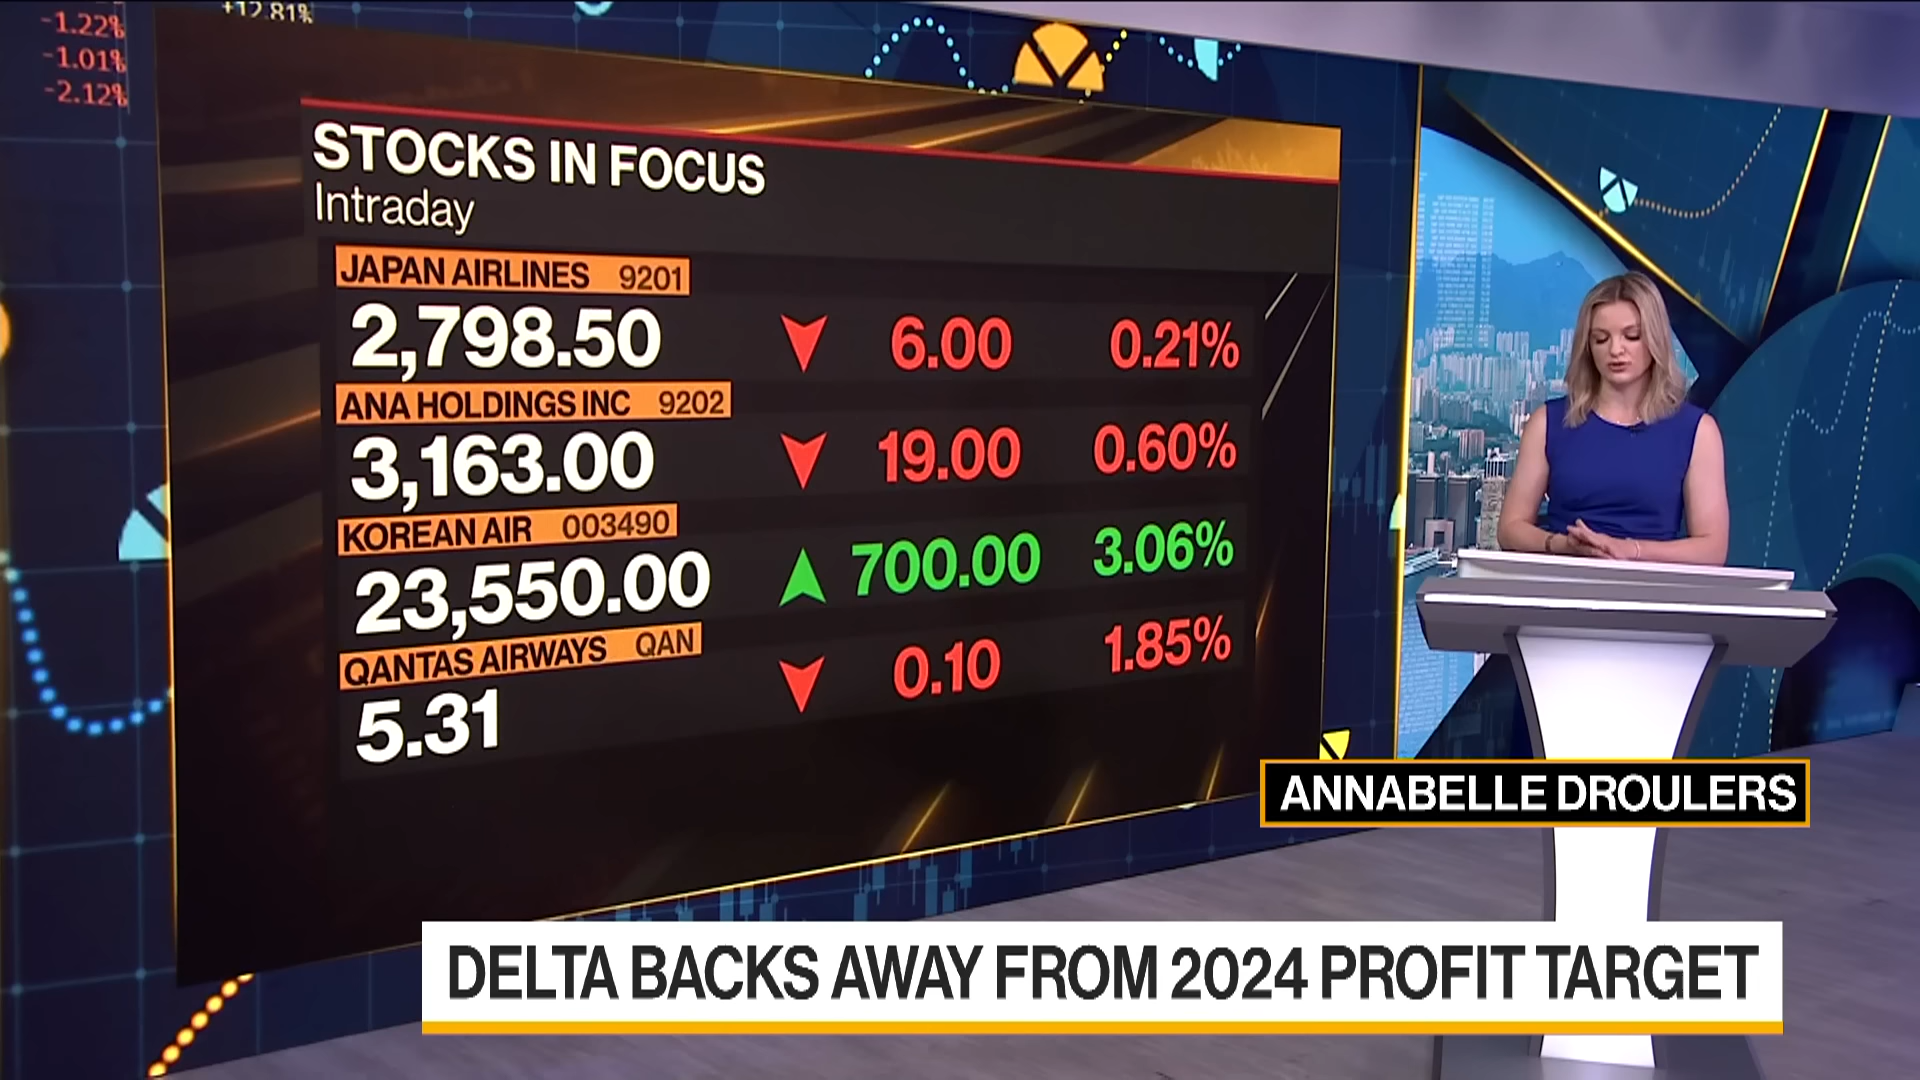 -1.22%
-1.01%
-2.12%
+12.81%
STOCKS IN FOCUS
Intraday
JAPAN AIRLINES 9201
2,798.50 6.00 0.21%
ANA HOLDINGS INC 9202
3,163.00 19.00 0.60%
KOREAN AIR 003490
23,550.00 700.00 3.06%
QANTAS AIRWAYS QAN
5.31 0.10 1.85%
ANNABELLE DROULERS
DELTA BACKS AWAY FROM 2024 PROFIT TARGET